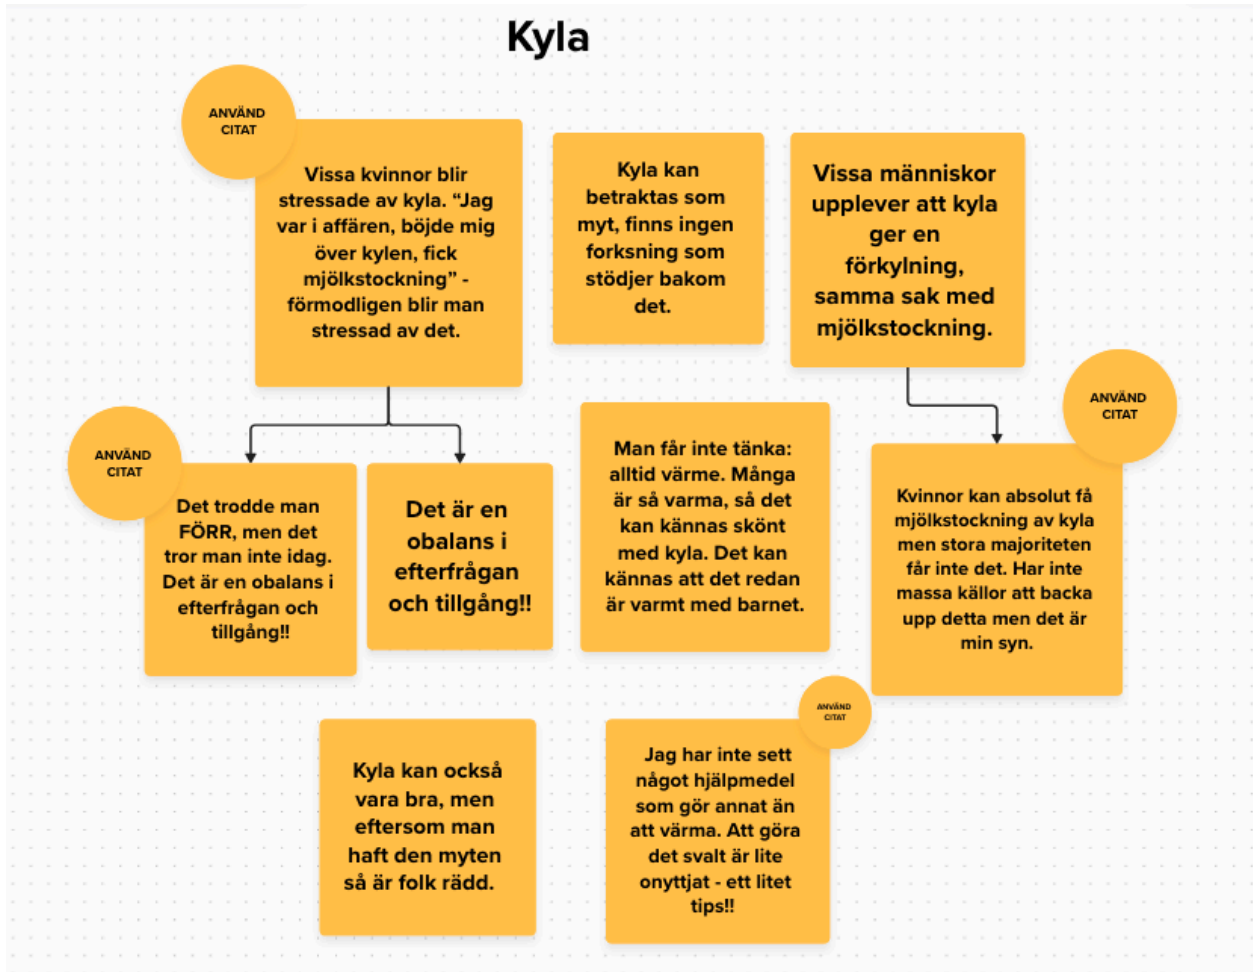 Kyla
ANVÄND
CITAT
Vissa kvinnor blir
stressade av kyla. “Jag
var i affären, böjde mig
över kylen, fick
mjölkstockning” -
förmodligen blir man
stressad av det.
Kyla kan
betraktas som
myt, finns ingen
forksning som
stödjer bakom
det.
Vissa människor
upplever att kyla
ger en
förkylning,
samma sak med
mjölkstockning.
ANVÄND
CITAT
Det trodde man
FÖRR, men det
tror man inte idag.
Det är en obalans i
efterfrågan och
tillgång!!
Det är en
obalans i
efterfrågan
och tillgång!!
Man får inte tänka:
alltid värme. Många
är så varma, så det
kan kännas skönt
med kyla. Det kan
kännas att det redan
är varmt med barnet.
ANVÄND
CITAT
Kvinnor kan absolut få
mjölkstockning av kyla
men stora majoriteten
får inte det. Har inte
massa källor att backa
upp detta men det är
min syn.
Kyla kan också
vara bra, men
eftersom man
haft den myten
så är folk rädd.
ANVÄND
CITAT
Jag har inte sett
något hjälpmedel
som gör annat än
att värma. Att göra
det svalt är lite
onyttjat - ett litet
tips!!